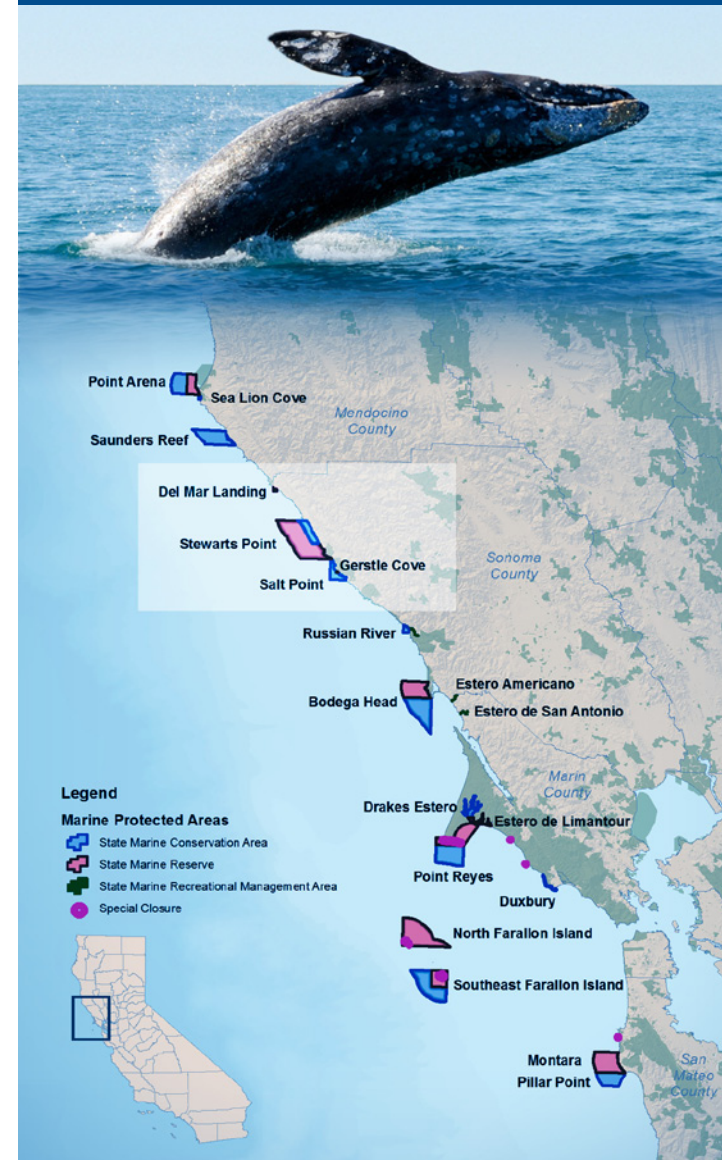 Point Arena
Sea Lion Cove
Mendocino
County
Saunders Reef
Del Mar Landing
Stewarts Point
Gerstle Cove
Salt Point
Sonoma
County
Russian River
Estero Americano
Bodega Head
Estero de San Antonio
Marin
County
Drakes Estero
Estero de Limantour
Point Reyes
Duxbury
Legend
Marine Protected Areas
State Marine Conservation Area
State Marine Reserve
State Marine Recreational Management Area
Special Closure
North Farallon Island
Southeast Farallon Island
Montara
Pillar Point
San
Mateo
County